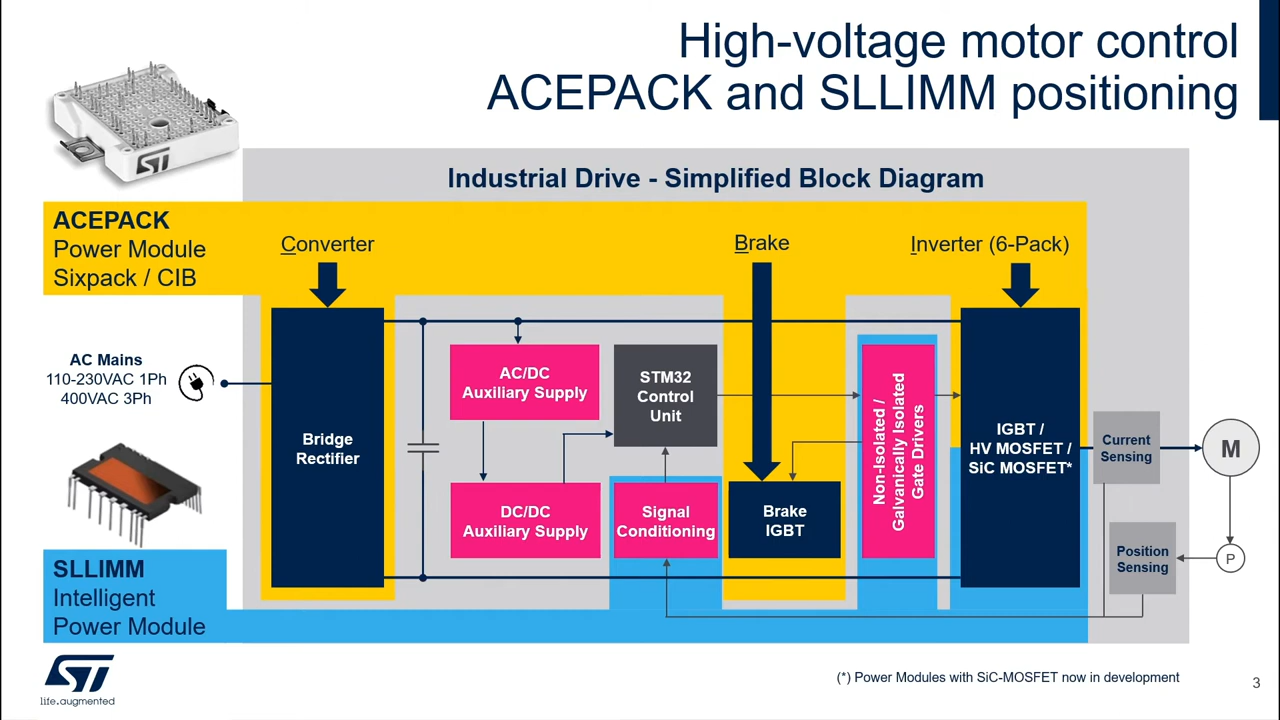 High-voltage motor control
ACEPACK and SLLIMM positioning
ST
Industrial Drive - Simplified Block Diagram
ACEPACK
Power Module
Sixpack / CIB
Converter
Brake
Inverter (6-Pack)
AC Mains
110-230VAC 1Ph
400VAC 3Ph
Bridge
Rectifier
AC/DC
Auxiliary Supply
STM32
Control
Unit
DC/DC
Auxiliary Supply
Signal
Conditioning
Brake
IGBT
Non-Isolated /
Galvanically Isolated
Gate Drivers
IGBT /
HV MOSFET /
SiC MOSFET*
Current
Sensing
M
Position
Sensing
P
SLLIMM
Intelligent
Power Module
ST
life.augmented
(*) Power Modules with SiC-MOSFET now in development
3